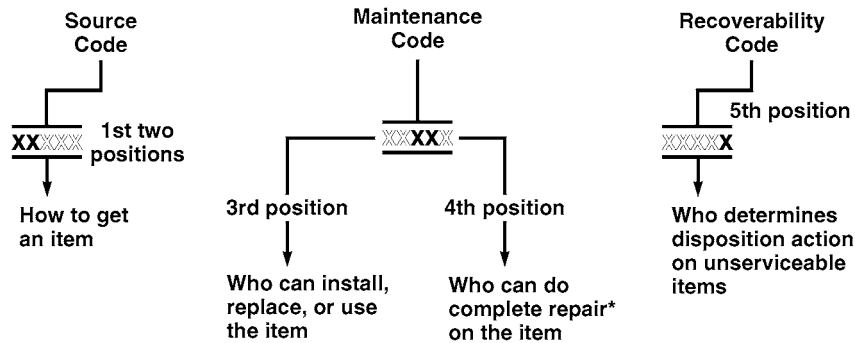 Source
Code
XXXXX
1st two
positions
How to get
an item
Maintenance
Code
XXXXX
3rd position
4th position
Who can install,
replace, or use
the item
Who can do
complete repair*
on the item
Recoverability
Code
5th position
XXXXX
Who determines
disposition action
on unserviceable
items